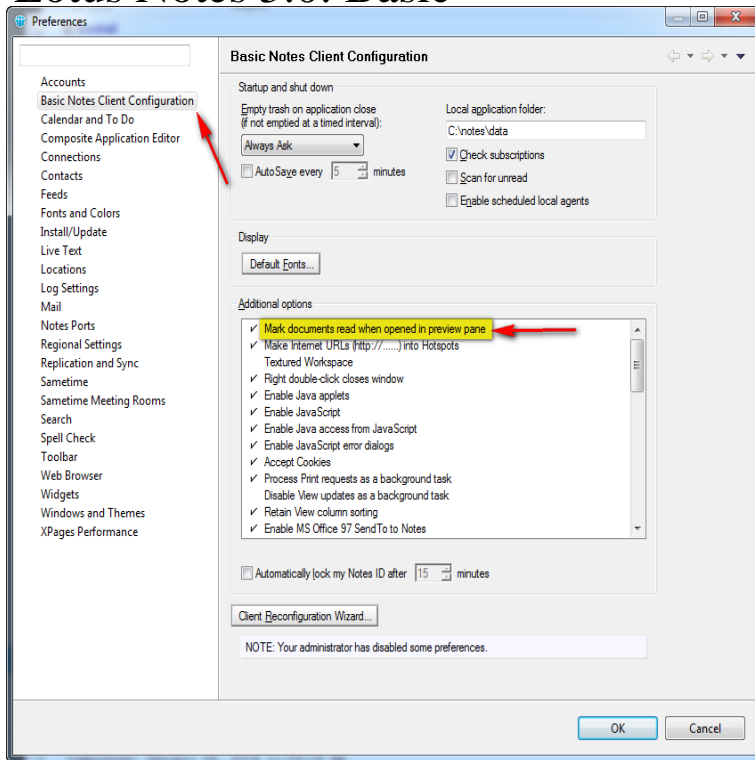 Preferences
Basic Notes Client Configuration
Accounts
Basic Notes Client Configuration
Calendar and To Do
Composite Application Editor
Connections
Contacts
Feeds
Fonts and Colors
Install/Update
Live Text
Locations
Log Settings
Mail
Notes Ports
Regional Settings
Replication and Sync
Sametime
Sametime Meeting Rooms
Search
Spell Check
Toolbar
Web Browser
Widgets
Windows and Themes
XPages Performance
Startup and shut down
Empty trash on application close
(if not emptied at a timed interval):
Always Ask
AutoSave every 5 minutes
Local application folder:
C:\notes\data
Check subscriptions
Scan for unread
Enable scheduled local agents
Display
Default Fonts...
Additional options
Mark documents read when opened in preview pane
Make Internet URLs (http://......) into Hotspots
Textured Workspace
Right double-click closes window
Enable Java applets
Enable JavaScript
Enable Java access from JavaScript
Enable JavaScript error dialogs
Accept Cookies
Process Print requests as a background task
Disable View updates as a background task
Retain View column sorting
Enable MS Office 97 SendTo to Notes
Automatically lock my Notes ID after 15 minutes
Client Reconfiguration Wizard...
NOTE: Your administrator has disabled some preferences.
OK
Cancel